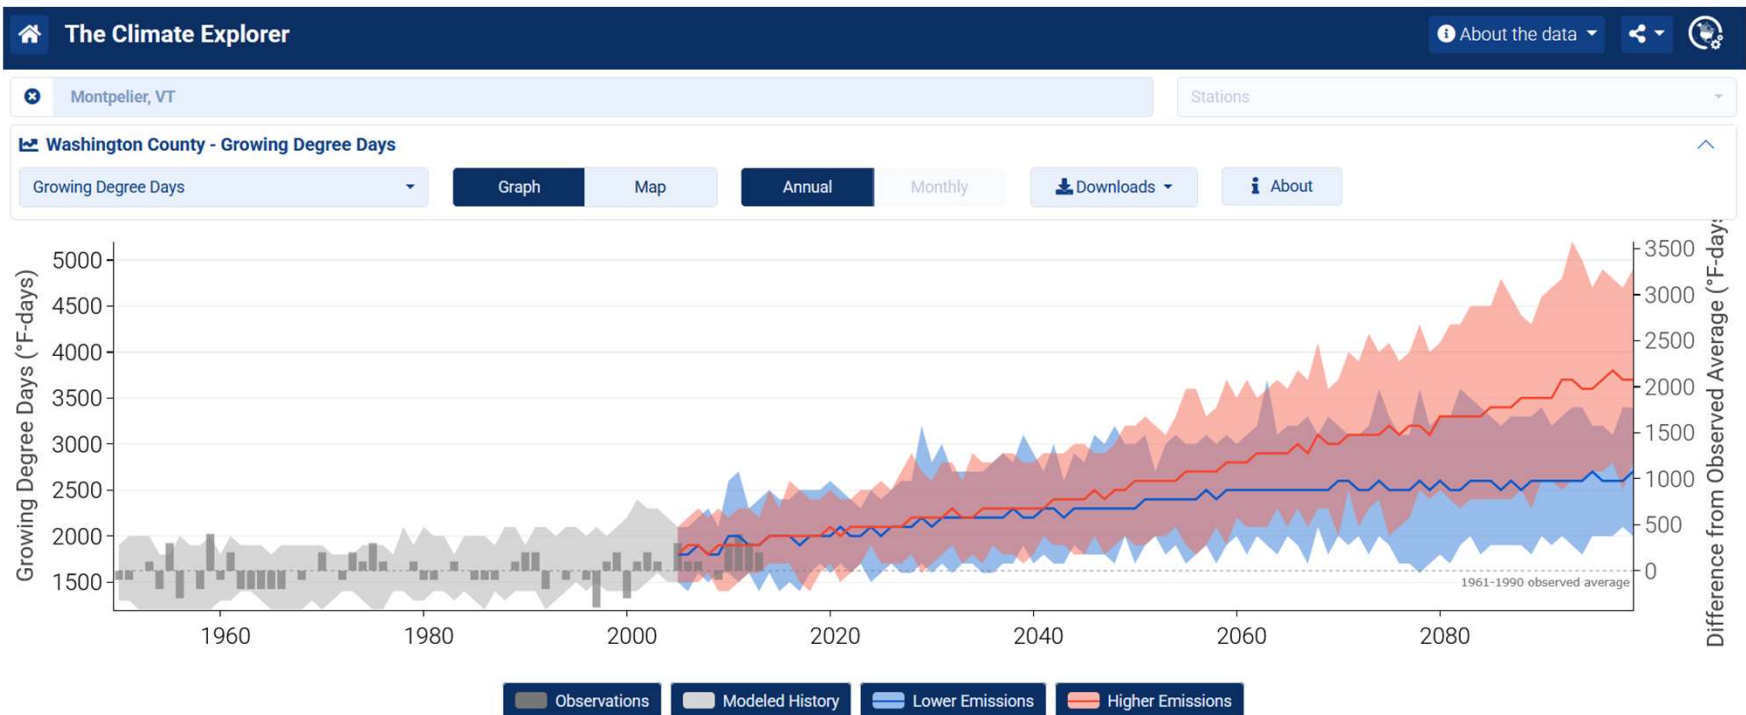 The Climate Explorer
About the data
Montpelier, VT
Stations
Washington County - Growing Degree Days
Growing Degree Days
Graph
Map
Annual
Monthly
Downloads
About
Growing Degree Days (°F-days)
5000
4500
4000
3500
3000
2500
2000
1500
3500
3000
2500
2000
1500
1000
500
0
Difference from Observed Average (°F-days
1961-1990 observed average
1960
1980
2000
2020
2040
2060
2080
Observations
Modeled History
Lower Emissions
Higher Emissions